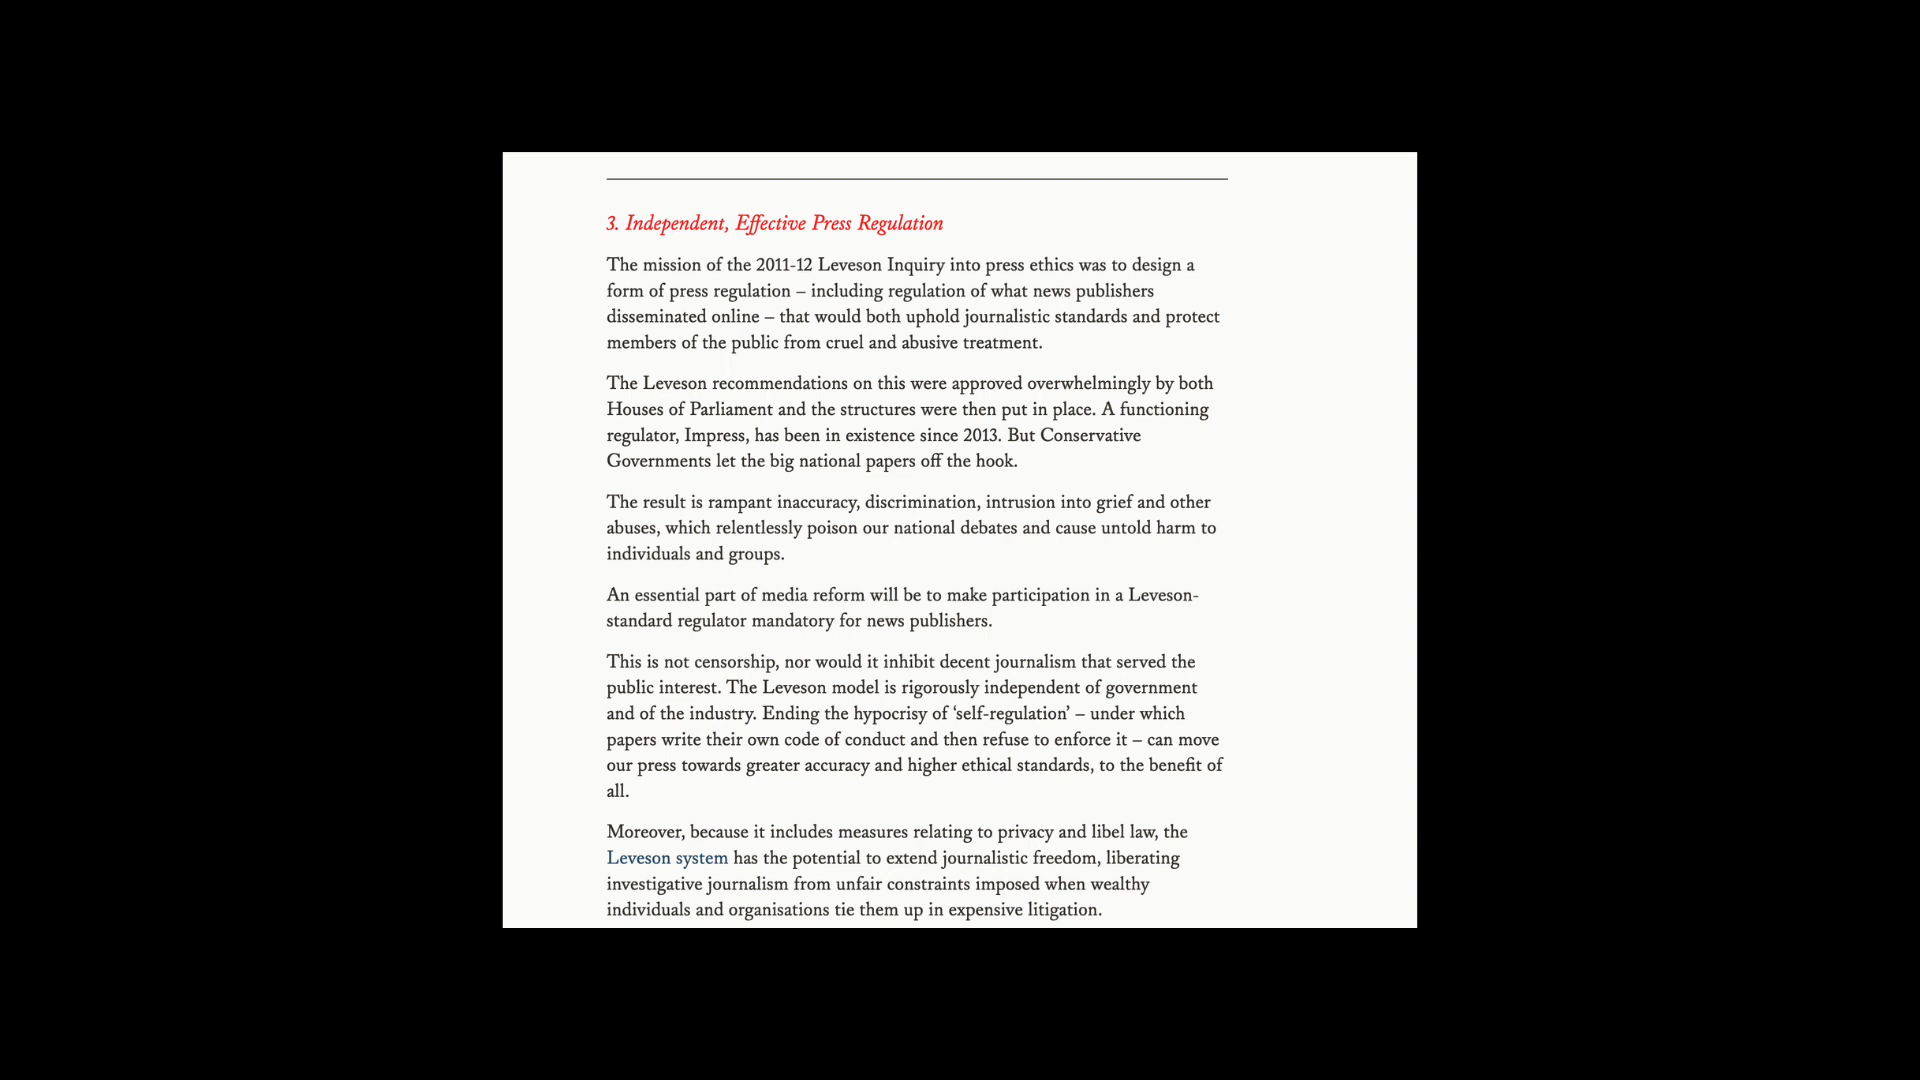 3. Independent, Effective Press Regulation
The mission of the 2011-12 Leveson Inquiry into press ethics was to design a
form of press regulation – including regulation of what news publishers
disseminated online – that would both uphold journalistic standards and protect
members of the public from cruel and abusive treatment.
The Leveson recommendations on this were approved overwhelmingly by both
Houses of Parliament and the structures were then put in place. A functioning
regulator, Impress, has been in existence since 2013. But Conservative
Governments let the big national papers off the hook.
The result is rampant inaccuracy, discrimination, intrusion into grief and other
abuses, which relentlessly poison our national debates and cause untold harm to
individuals and groups.
An essential part of media reform will be to make participation in a Leveson-
standard regulator mandatory for news publishers.
This is not censorship, nor would it inhibit decent journalism that served the
public interest. The Leveson model is rigorously independent of government
and of the industry. Ending the hypocrisy of ‘self-regulation’ – under which
papers write their own code of conduct and then refuse to enforce it – can move
our press towards greater accuracy and higher ethical standards, to the benefit of
all.
Moreover, because it includes measures relating to privacy and libel law, the
Leveson system has the potential to extend journalistic freedom, liberating
investigative journalism from unfair constraints imposed when wealthy
individuals and organisations tie them up in expensive litigation.